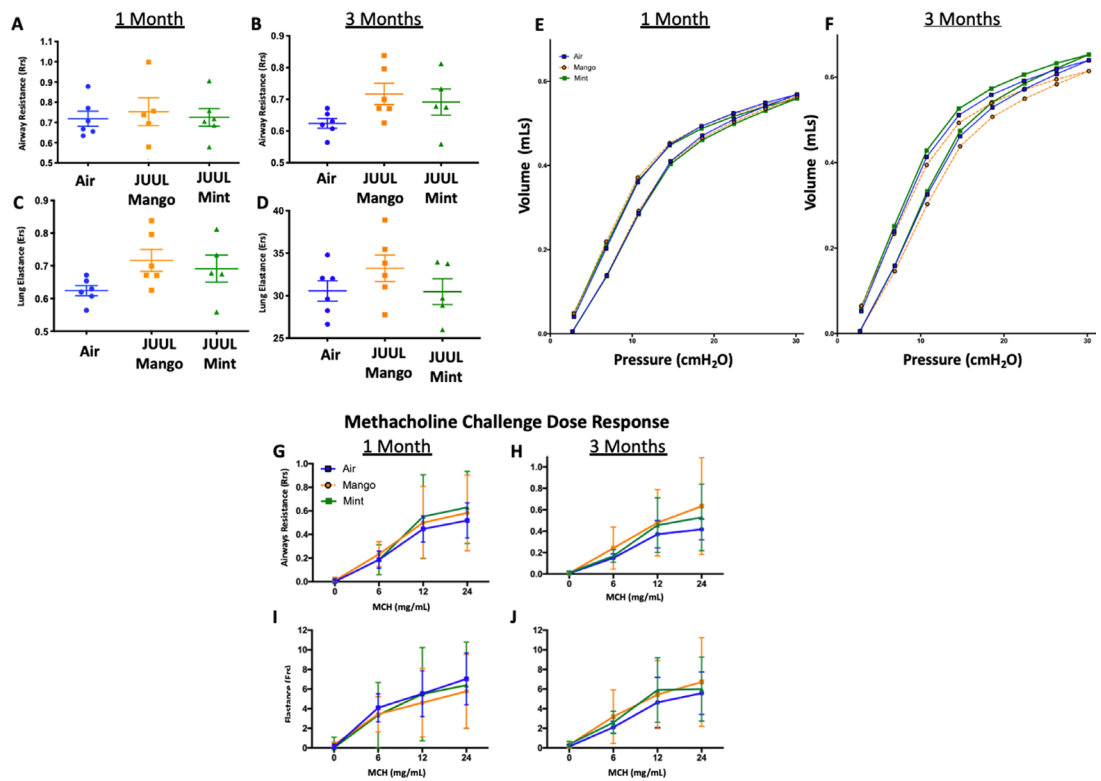 1 Month
3 Months
A
Airway Resistance (Rrs)
1.1
1.0
0.9
0.8
0.7
0.6
0.5
Air
JUUL
Mango
JUUL
Mint
B
Airway Resistance (Rrs)
0.9
0.8
0.7
0.6
0.5
Air
JUUL
Mango
JUUL
Mint
C
Lung Elastance (Ers)
0.9
0.8
0.7
0.6
0.5
Air
JUUL
Mango
JUUL
Mint
D
Lung Elastance (Ers)
40
35
30
25
Air
JUUL
Mango
JUUL
Mint
1 Month
3 Months
E
Air
Mango
Mint
Volume (mLs)
0.6
0.4
0.2
0.0
0
10
20
30
Pressure (cmH₂O)
F
Volume (mLs)
0.6
0.4
0.2
0.0
0
10
20
30
Pressure (cmH₂O)
Methacholine Challenge Dose Response
1 Month
3 Months
G
Air
Mango
Mint
Airways Resistance (Rrs)
1.0
0.8
0.6
0.4
0.2
0.0
0
6
12
24
MCH (mg/mL)
H
1.0
0.8
0.6
0.4
0.2
0.0
0
6
12
24
MCH (mg/mL)
I
Elastance (Ers)
12
10
8
6
4
2
0
0
6
12
24
MCH (mg/mL)
J
12
10
8
6
4
2
0
0
6
12
24
MCH (mg/mL)